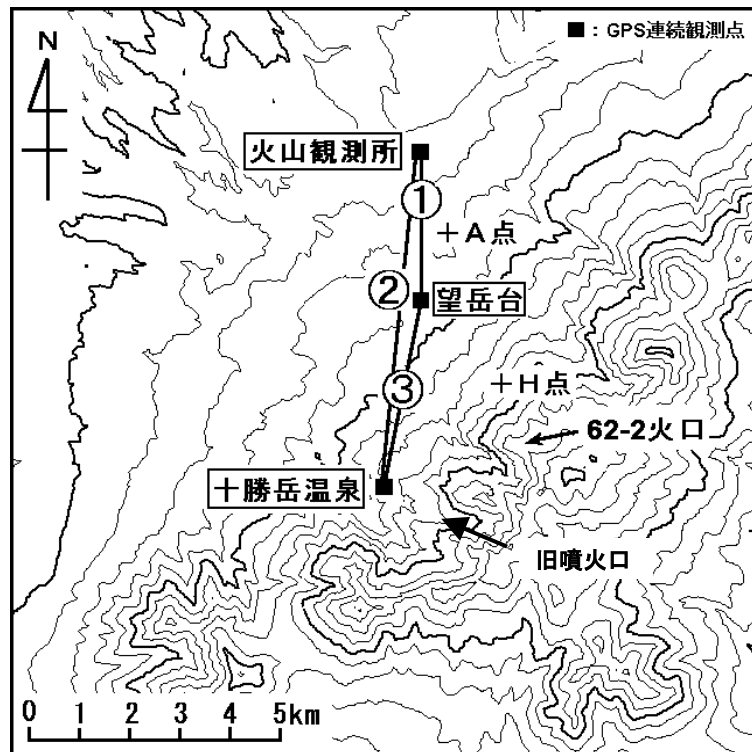 ■：GPS連続観測点
N
火山観測所
①
＋A点
②
望岳台
③
＋H点
62-2火口
十勝岳温泉
旧噴火口
0 1 2 3 4 5km